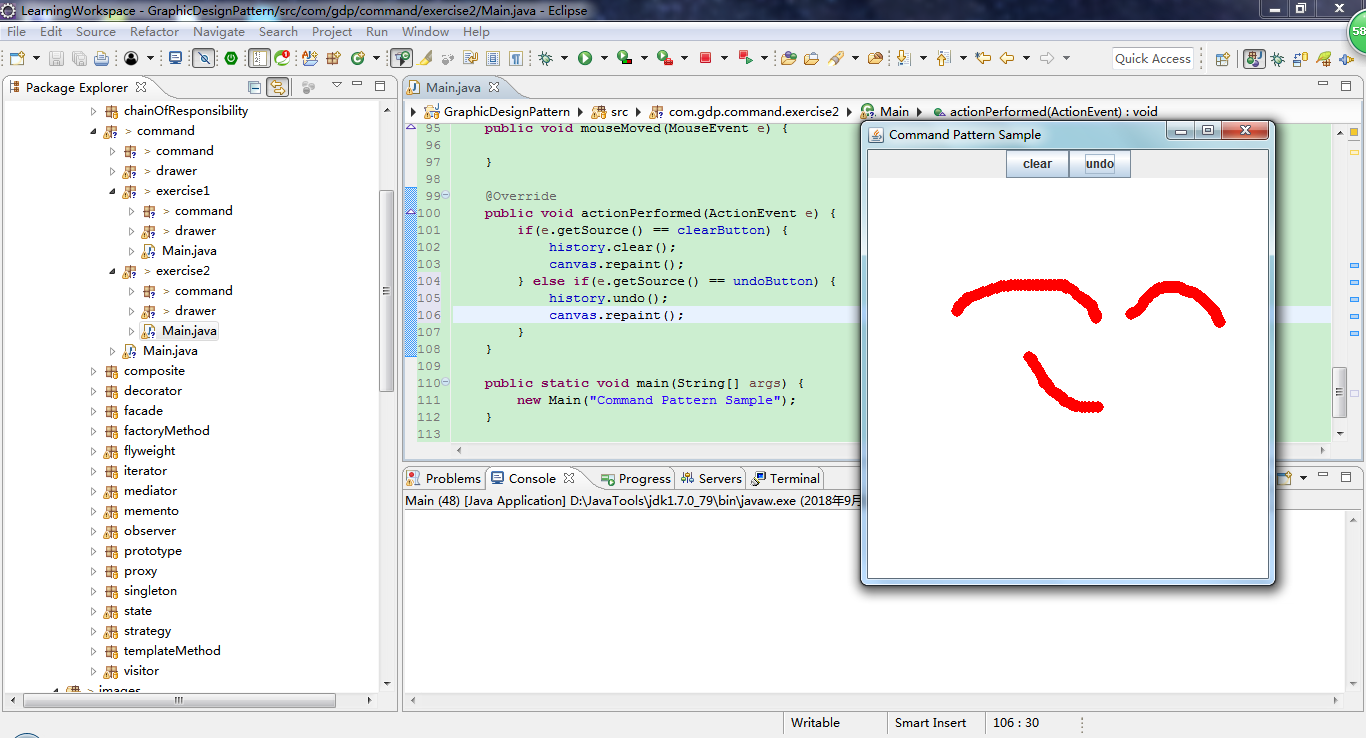 LearningWorkspace - GraphicDesignPattern/src/com/gdp/command/exercise2/Main.java - Eclipse
58
File Edit Source Refactor Navigate Search Project Run Window Help
Quick Access
Package Explorer
chainOfResponsibility
> command
> command
> drawer
> exercise1
> command
> drawer
Main.java
> exercise2
> command
> drawer
Main.java
Main.java
composite
decorator
facade
factoryMethod
flyweight
iterator
mediator
memento
observer
prototype
proxy
singleton
state
strategy
templateMethod
visitor
> images
Main.java
GraphicDesignPattern src com.gdp.command.exercise2 Main actionPerformed(ActionEvent) : void
95 public void mouseMoved(MouseEvent e) {
96
97 }
98
99 @Override
100 public void actionPerformed(ActionEvent e) {
101 if(e.getSource() == clearButton) {
102 history.clear();
103 canvas.repaint();
104 } else if(e.getSource() == undoButton) {
105 history.undo();
106 canvas.repaint();
107 }
108 }
109
110 public static void main(String[] args) {
111 new Main("Command Pattern Sample");
112 }
113
Command Pattern Sample
clear undo
Problems Console Progress Servers Terminal
Main (48) [Java Application] D:\JavaTools\jdk1.7.0_79\bin\javaw.exe (2018年9月
Writable Smart Insert 106 : 30